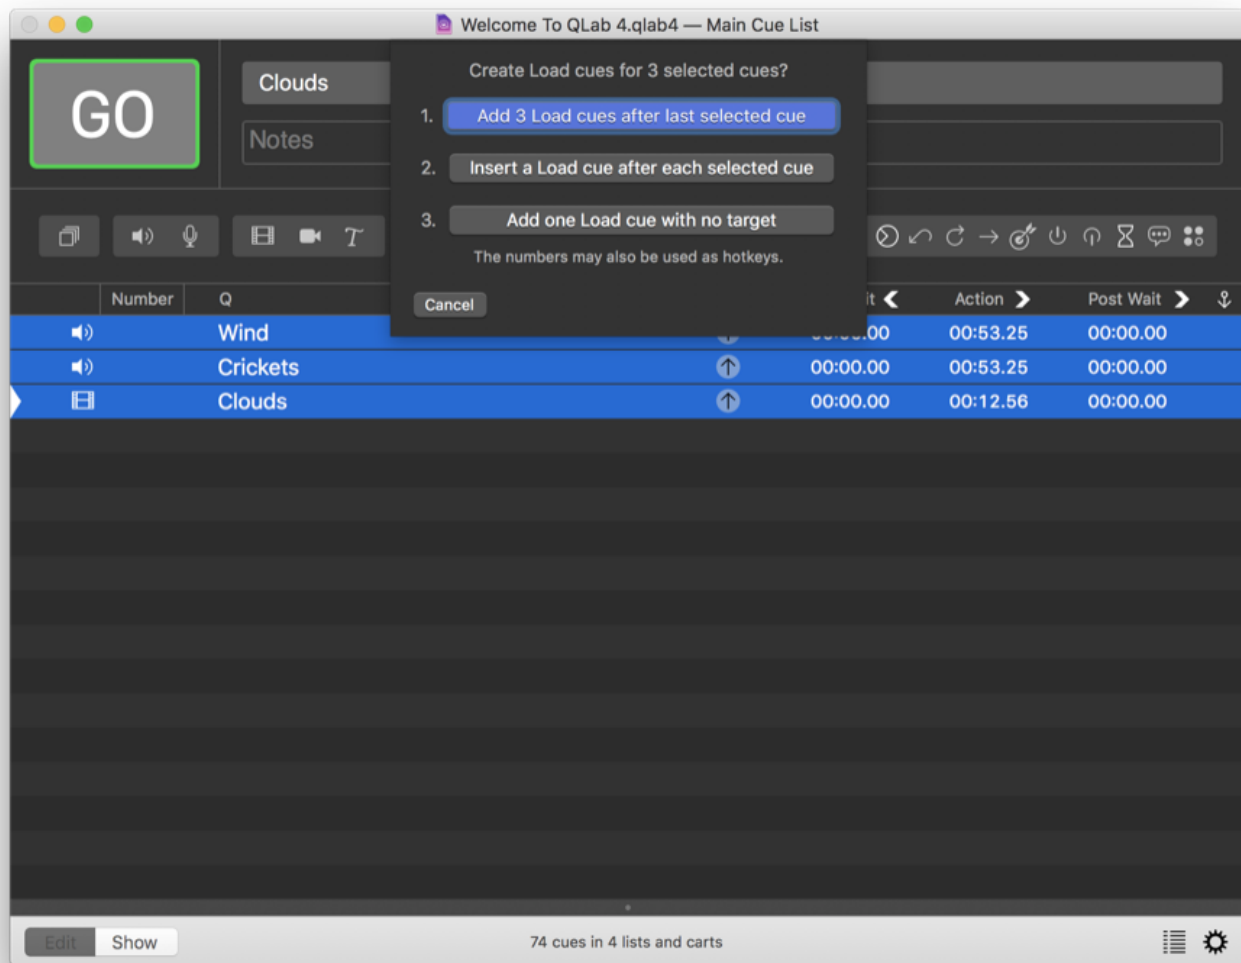 Welcome To QLab 4.qlab4 — Main Cue List
GO
Clouds
Notes
Create Load cues for 3 selected cues?
1. Add 3 Load cues after last selected cue
2. Insert a Load cue after each selected cue
3. Add one Load cue with no target
The numbers may also be used as hotkeys.
Cancel
Number Q Action Post Wait
Wind 00:53.25 00:00.00
Crickets 00:00.00 00:53.25 00:00.00
Clouds 00:00.00 00:12.56 00:00.00
Edit Show 74 cues in 4 lists and carts